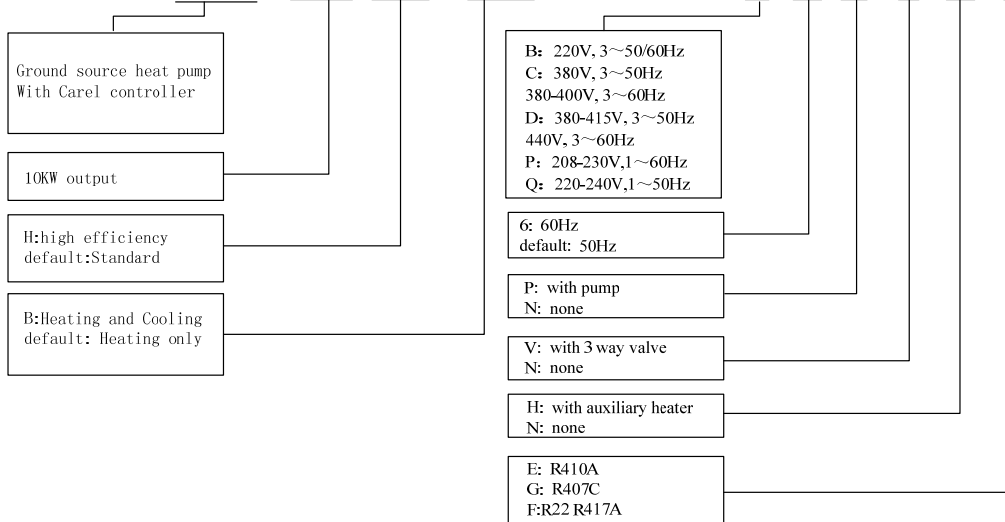 Ground source heat pump
With Carel controller
10KW output
H:high efficiency
default:Standard
B:Heating and Cooling
default: Heating only
B: 220V, 3～50/60Hz
C: 380V, 3～50Hz
380-400V, 3～60Hz
D: 380-415V, 3～50Hz
440V, 3～60Hz
P: 208-230V,1～60Hz
Q: 220-240V,1～50Hz
6: 60Hz
default: 50Hz
P: with pump
N: none
V: with 3 way valve
N: none
H: with auxiliary heater
N: none
E: R410A
G: R407C
F:R22 R417A